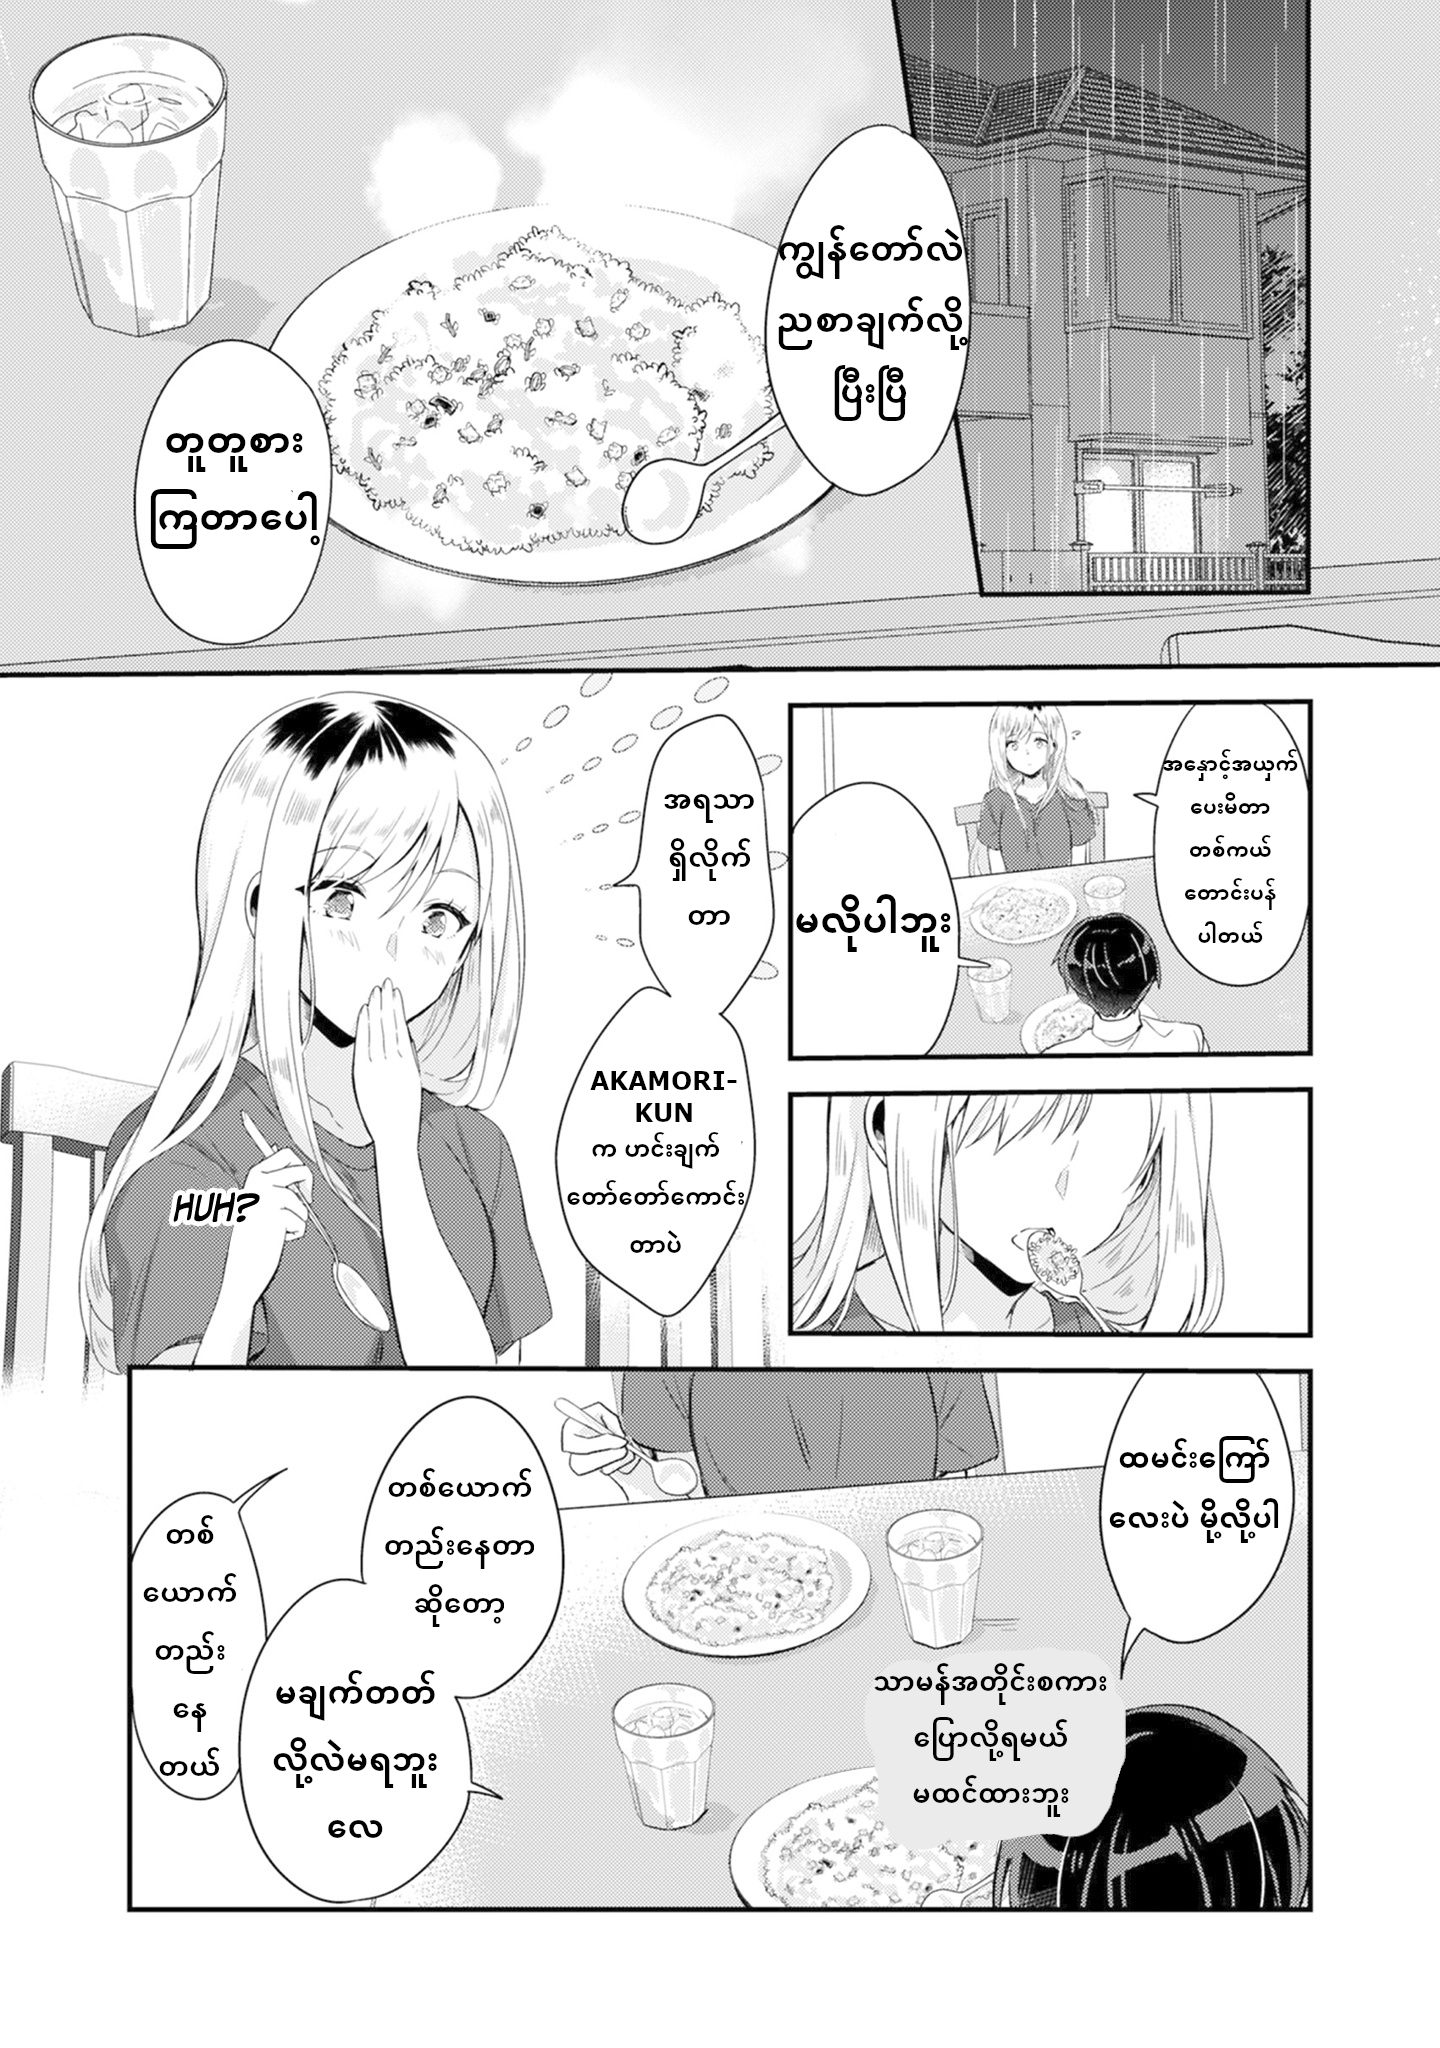 ကျွန်တော်လဲ
ညစာချက်လို့
ပြီးပြီ
တူတူစား
ကြတာပေါ့
အနှောင့်အယှက်
ပေးမိတာ
တစ်ကယ်
တောင်းပန်
ပါတယ်
မလိုပါဘူး
အရသာ
ရှိလိုက်
တာ
AKAMORI-
KUN
က ဟင်းချက်
တော်တော်ကောင်း
တာပဲ
HUH?
ထမင်းကြော်
လေးပဲ မို့လို့ပါ
သာမန်အတိုင်းစကား
ပြောလို့ရမယ်
မထင်ထားဘူး
တစ်ယောက်
တည်းနေတာ
ဆိုတော့
မချက်တတ်
လို့လဲမရဘူး
လေ
တစ်
ယောက်
တည်း
နေ
တယ်